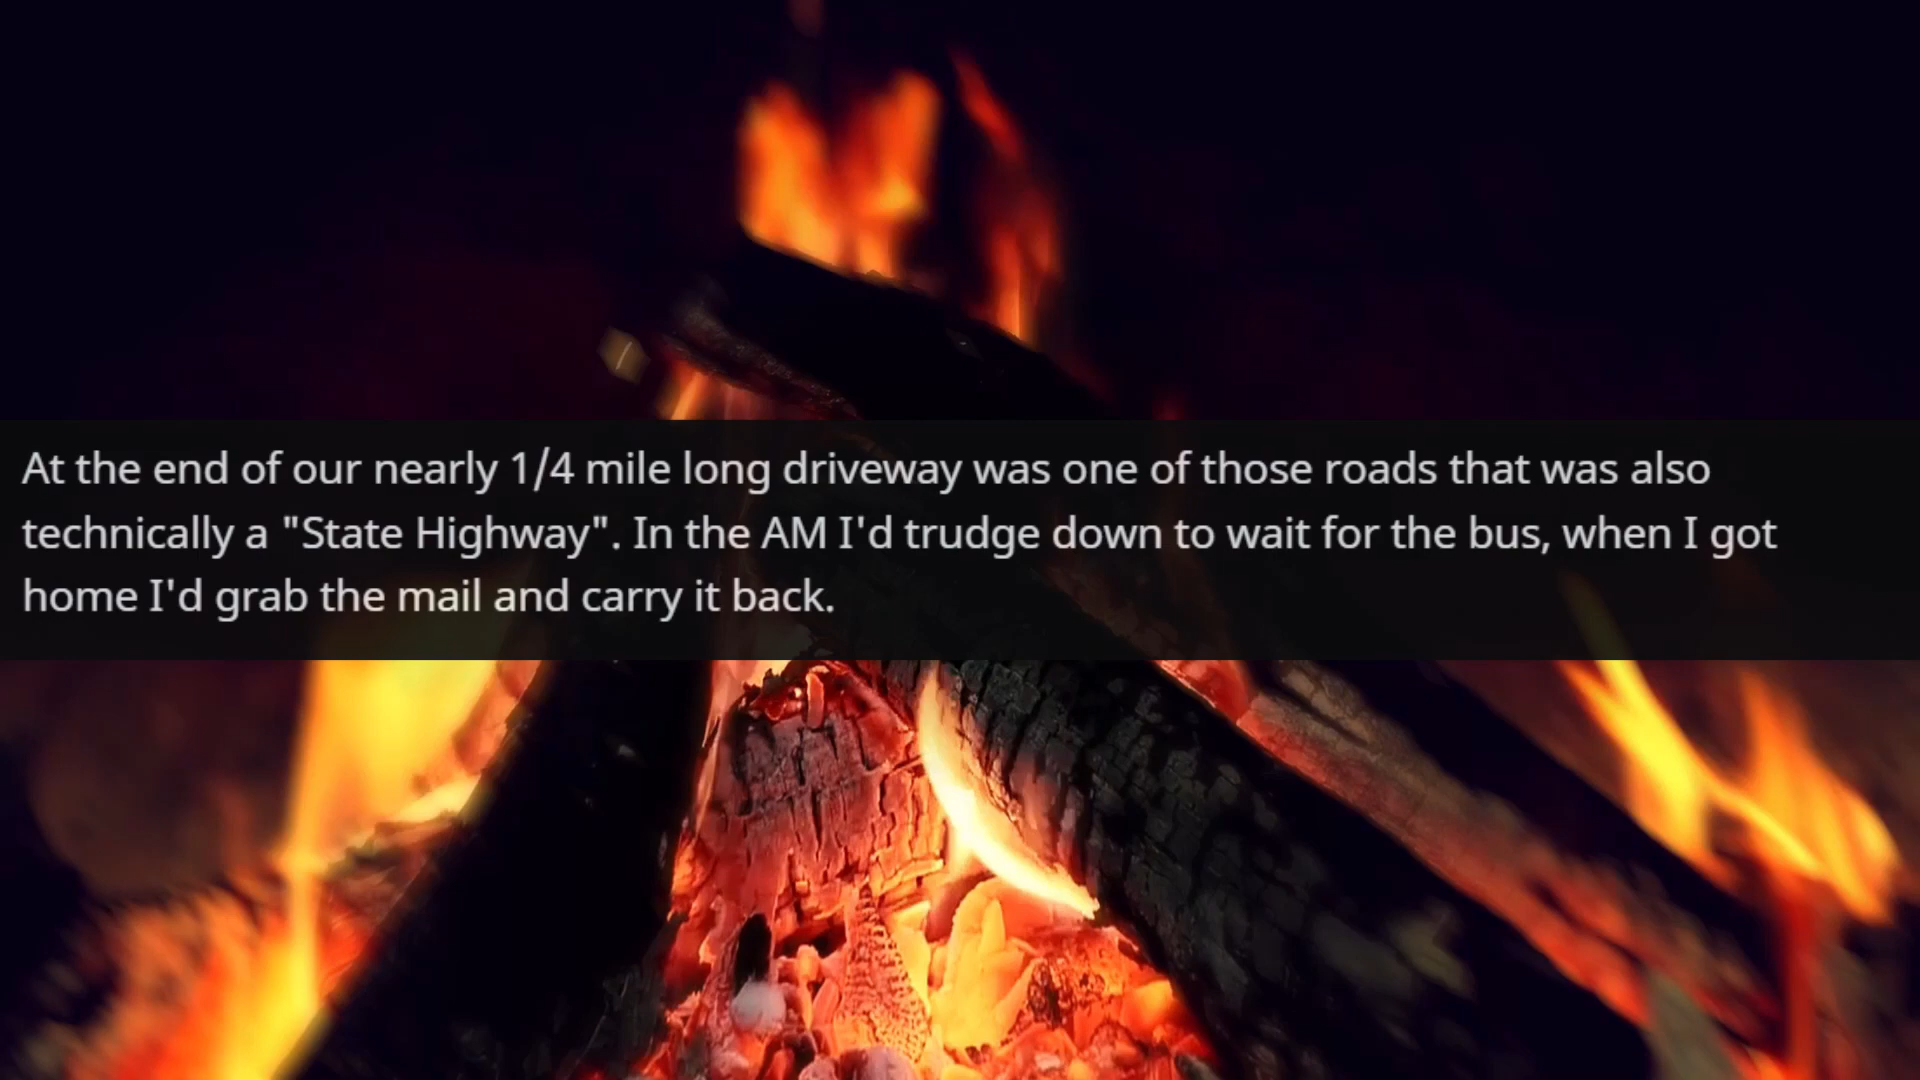 At the end of our nearly 1/4 mile long driveway was one of those roads that was also
technically a "State Highway". In the AM I'd trudge down to wait for the bus, when I got
home I'd grab the mail and carry it back.